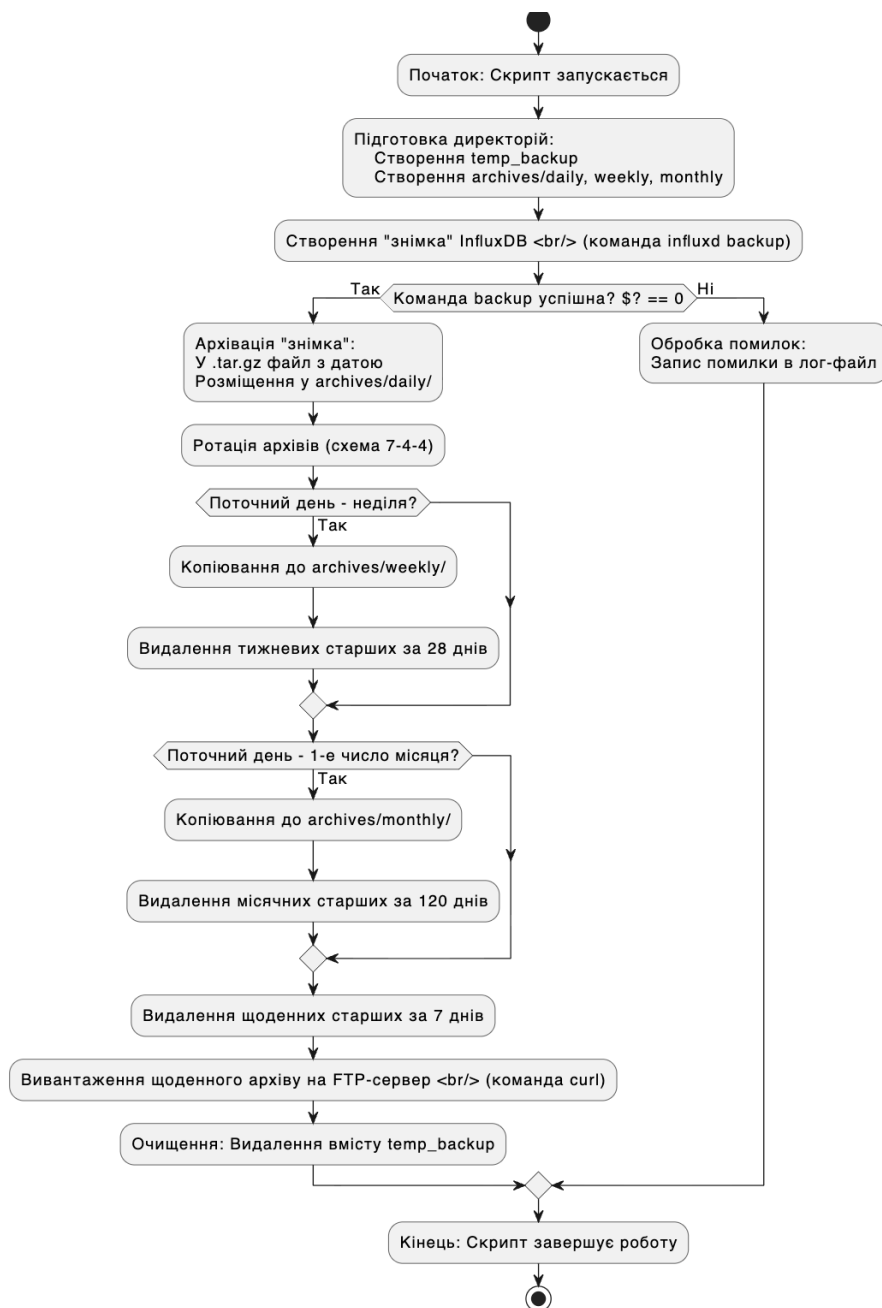 Початок: Скрипт запускається
Підготовка директорій:
Створення temp_backup
Створення archives/daily, weekly, monthly
Створення "знімка" InfluxDB <br/> (команда influxd backup)
Так
Команда backup успішна? $? == 0
Ні
Архівація "знімка":
У .tar.gz файл з датою
Розміщення у archives/daily/
Обробка помилок:
Запис помилки в лог-файл
Ротація архівів (схема 7-4-4)
Поточний день - неділя?
Так
Копіювання до archives/weekly/
Видалення тижневих старших за 28 днів
Поточний день - 1-е число місяця?
Так
Копіювання до archives/monthly/
Видалення місячних старших за 120 днів
Видалення щоденних старших за 7 днів
Вивантаження щоденного архіву на FTP-сервер <br/> (команда curl)
Очищення: Видалення вмісту temp_backup
Кінець: Скрипт завершує роботу